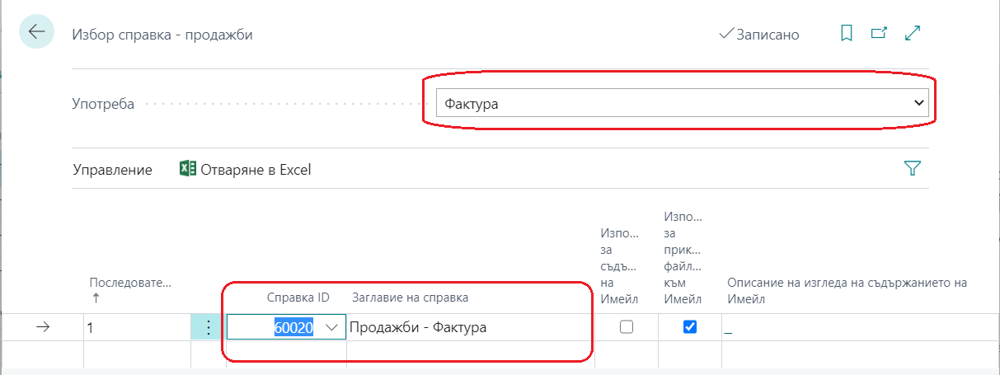 Избор справка - продажби
Записано
Употреба
Фактура
Управление
Отваряне в Excel
Последовате...
Справка ID
Заглавие на справка
Изпо...
за
съдъ...
на
Имейл
Изпо...
за
прик...
файл...
към
Имейл
Описание на изгледа на съдържанието на
Имейл
1
60020
Продажби - Фактура